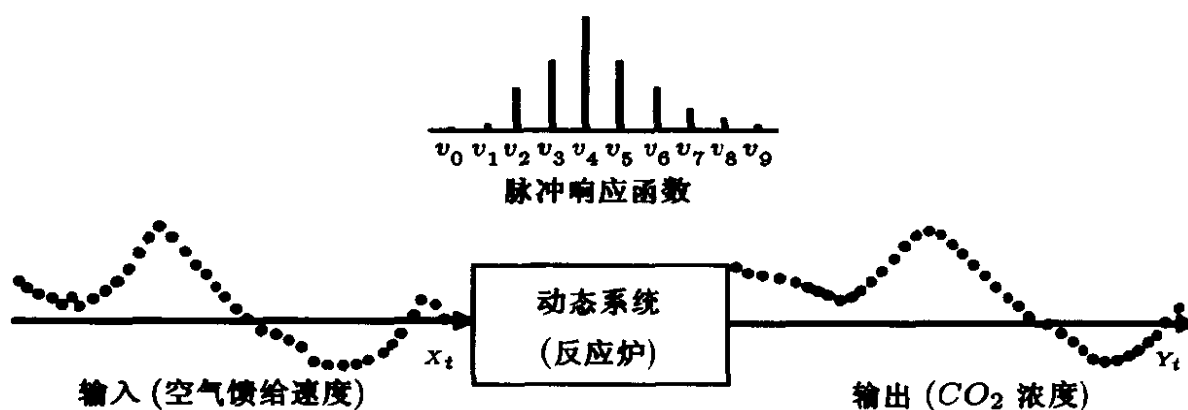 v₀ v₁ v₂ v₃ v₄ v₅ v₆ v₇ v₈ v₉
脉冲响应函数
动态系统
(反应炉)
Xₜ
Yₜ
输入 (空气馈给速度)
输出 (CO₂ 浓度)